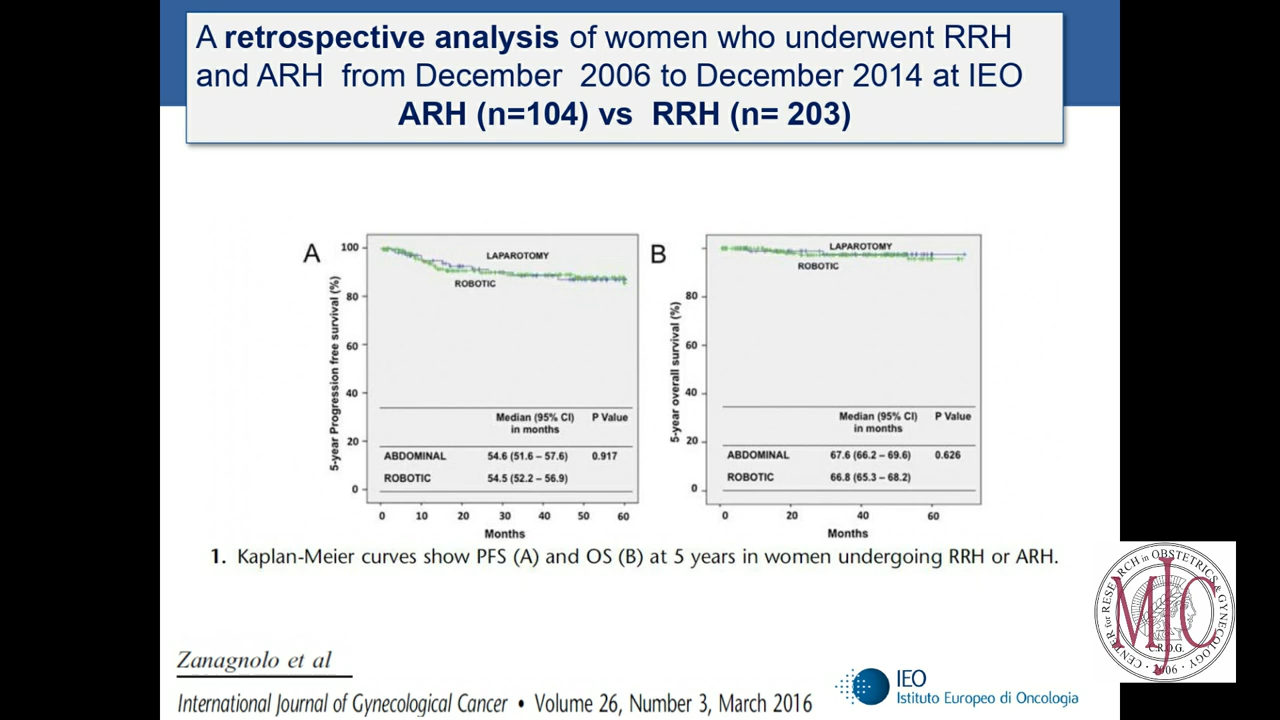 A retrospective analysis of women who underwent RRH
and ARH from December 2006 to December 2014 at IEO
ARH (n=104) vs RRH (n= 203)
A
100
80
60
40
20
0
5-year Progression free survival (%)
LAPAROTOMY
ROBOTIC
Median (95% CI)
in months
P Value
ABDOMINAL 54.6 (51.6 – 57.6) 0.917
ROBOTIC 54.5 (52.2 – 56.9)
0 10 20 30 40 50 60
Months
B
80
60
40
20
0
5-year overall survival (%)
LAPAROTOMY
ROBOTIC
Median (95% CI)
in months
P Value
ABDOMINAL 67.6 (66.2 – 69.6) 0.626
ROBOTIC 66.8 (65.3 – 68.2)
0 20 40 60
Months
1. Kaplan-Meier curves show PFS (A) and OS (B) at 5 years in women undergoing RRH or ARH.
Zanagnolo et al
International Journal of Gynecological Cancer • Volume 26, Number 3, March 2016
IEO
Istituto Europeo di Oncologia
CENTER for RESEARCH in OBSTETRICS & GYNECOLOGY
MJC
C.R.D.G.
· 2006 ·